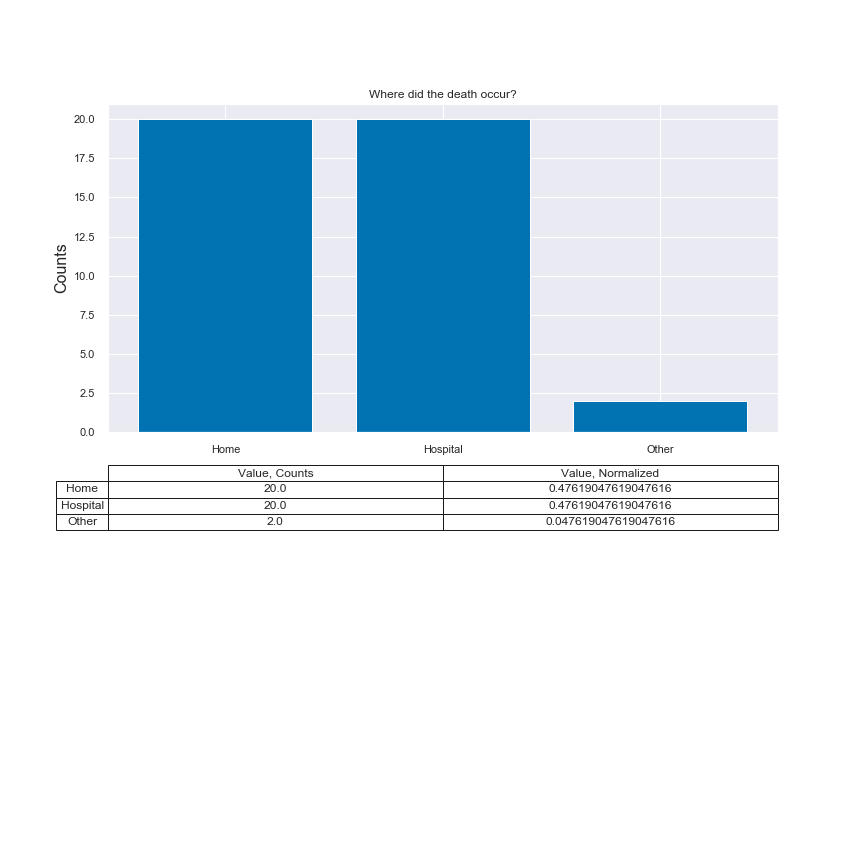 Where did the death occur?
20.0
17.5
15.0
12.5
10.0
7.5
5.0
2.5
0.0
Counts
Home Hospital Other
Value, Counts Value, Normalized
Home 20.0 0.47619047619047616
Hospital 20.0 0.47619047619047616
Other 2.0 0.047619047619047616